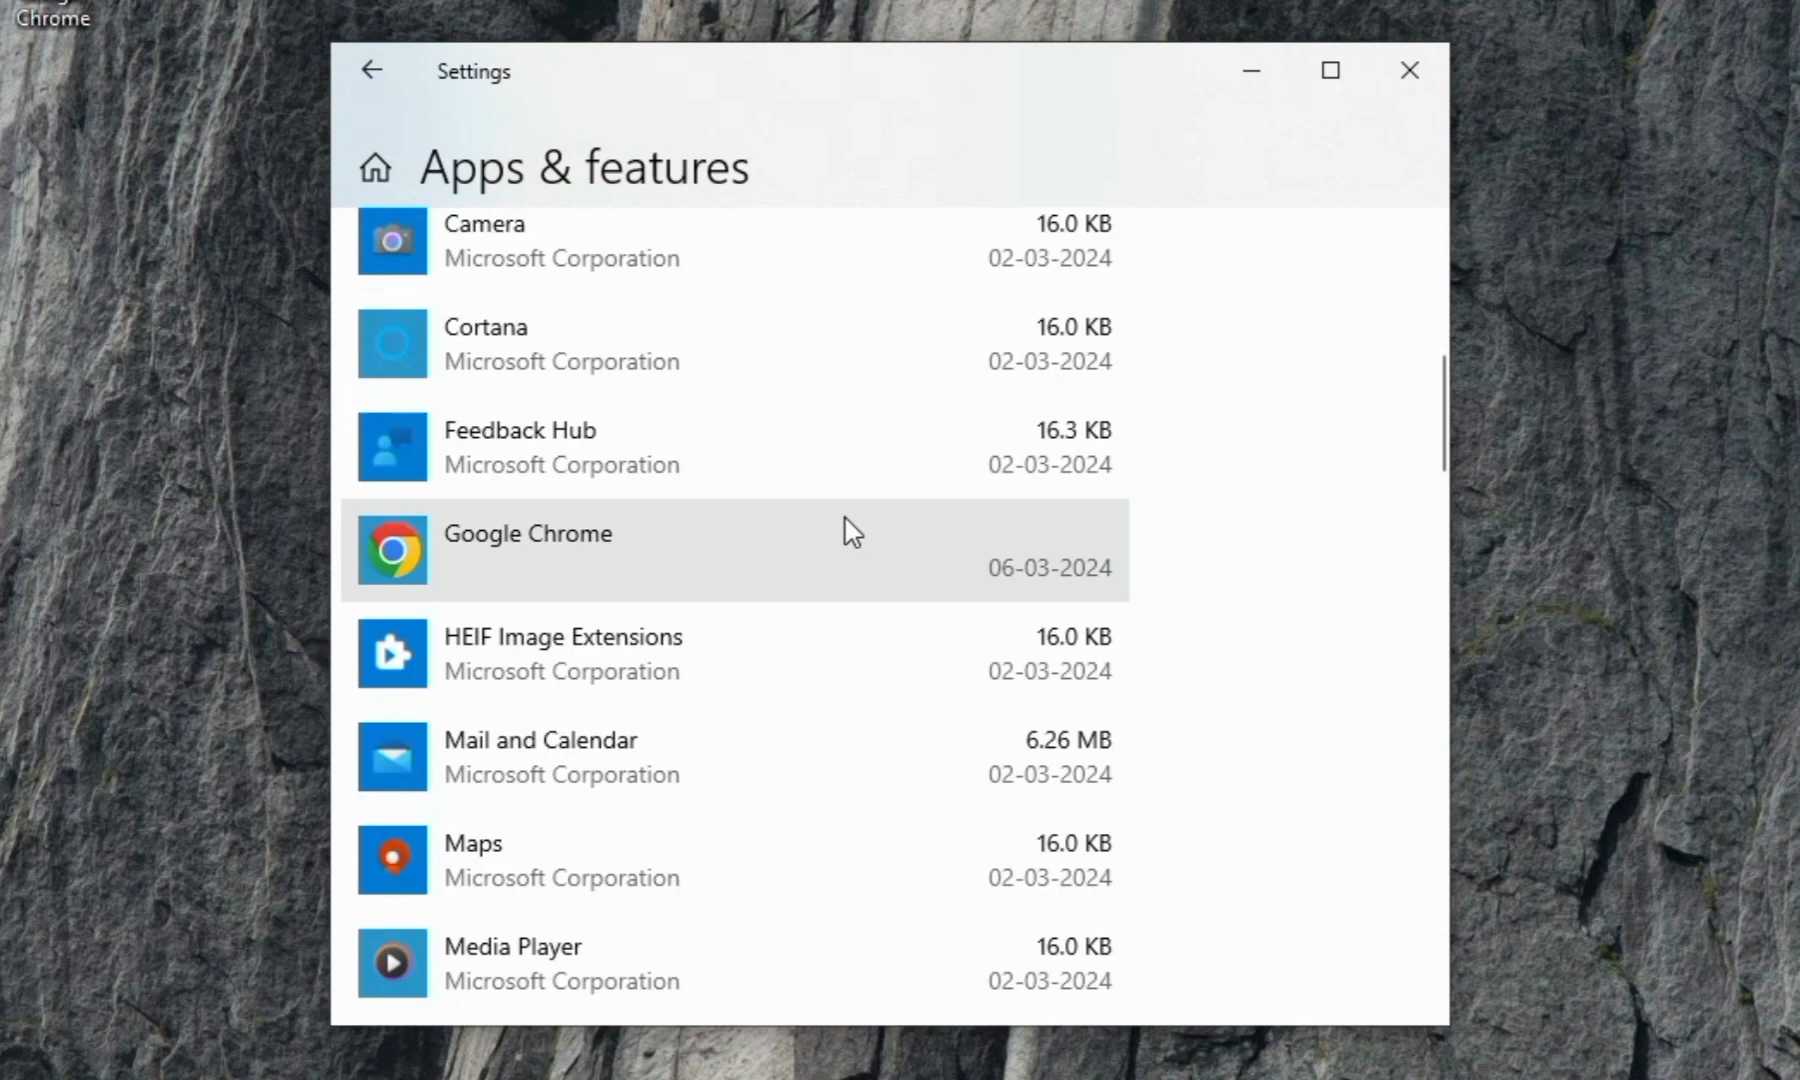 Chrome
Settings
Apps & features
Camera 16.0 KB
Microsoft Corporation 02-03-2024
Cortana 16.0 KB
Microsoft Corporation 02-03-2024
Feedback Hub 16.3 KB
Microsoft Corporation 02-03-2024
Google Chrome
06-03-2024
HEIF Image Extensions 16.0 KB
Microsoft Corporation 02-03-2024
Mail and Calendar 6.26 MB
Microsoft Corporation 02-03-2024
Maps 16.0 KB
Microsoft Corporation 02-03-2024
Media Player 16.0 KB
Microsoft Corporation 02-03-2024